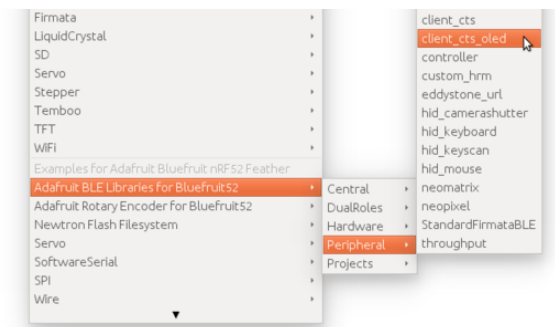 Firmata
LiquidCrystal
SD
Servo
Stepper
Temboo
TFT
WiFi
Examples for Adafruit Bluefruit nRF52 Feather
Adafruit BLE Libraries for Bluefruit52
Adafruit Rotary Encoder for Bluefruit52
Newtron Flash Filesystem
Servo
SoftwareSerial
SPI
Wire
Central
DualRoles
Hardware
Peripheral
Projects
client_cts
client_cts_oled
controller
custom_hrm
eddystone_url
hid_camerashutter
hid_keyboard
hid_keyscan
hid_mouse
neomatrix
neopixel
StandardFirmataBLE
throughput